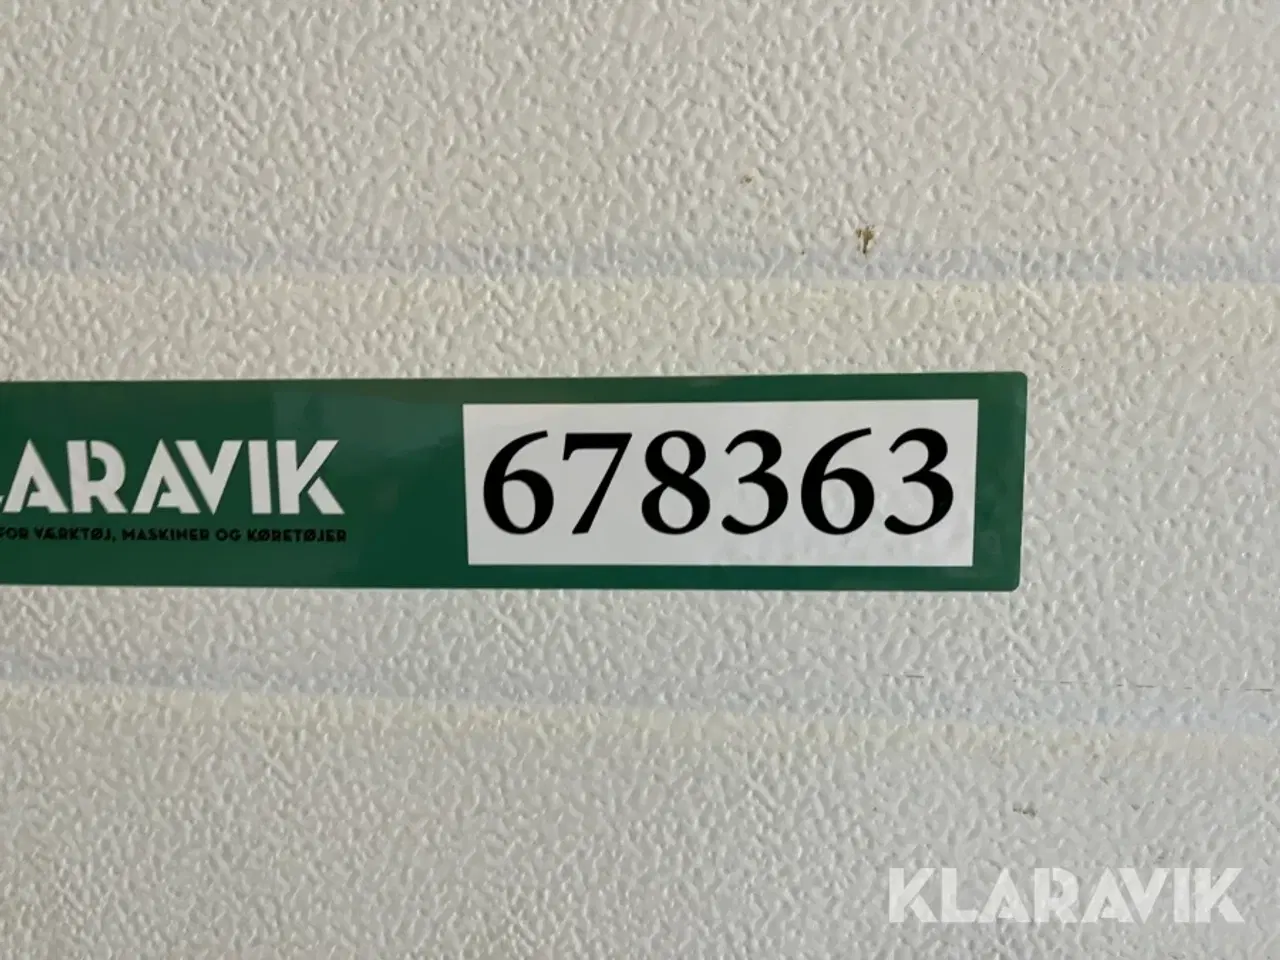 LARAVIK
FOR VÆRKTØJ, MASKINER OG KØRETØJER
678363
KLARAVIK